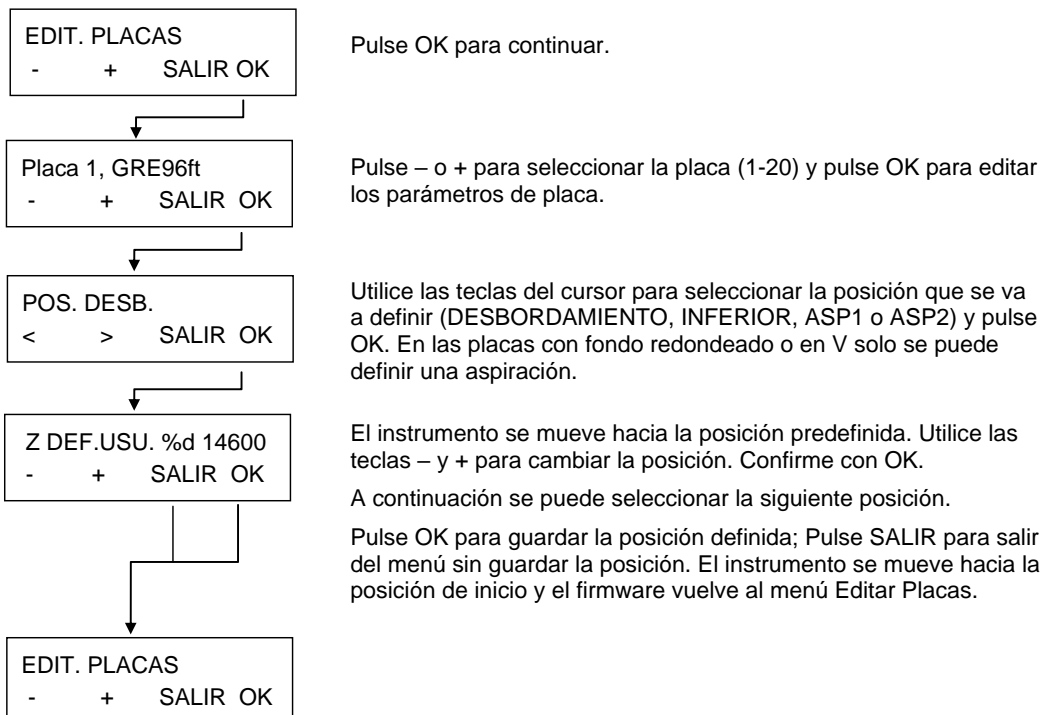 EDIT. PLACAS
- + SALIR OK
Pulse OK para continuar.
Placa 1, GRE96ft
- + SALIR OK
Pulse – o + para seleccionar la placa (1-20) y pulse OK para editar
los parámetros de placa.
POS. DESB.
< > SALIR OK
Utilice las teclas del cursor para seleccionar la posición que se va
a definir (DESBORDAMIENTO, INFERIOR, ASP1 o ASP2) y pulse
OK. En las placas con fondo redondeado o en V solo se puede
definir una aspiración.
Z DEF.USU. %d 14600
- + SALIR OK
El instrumento se mueve hacia la posición predefinida. Utilice las
teclas – y + para cambiar la posición. Confirme con OK.
A continuación se puede seleccionar la siguiente posición.
Pulse OK para guardar la posición definida; Pulse SALIR para salir
del menú sin guardar la posición. El instrumento se mueve hacia la
posición de inicio y el firmware vuelve al menú Editar Placas.
EDIT. PLACAS
- + SALIR OK